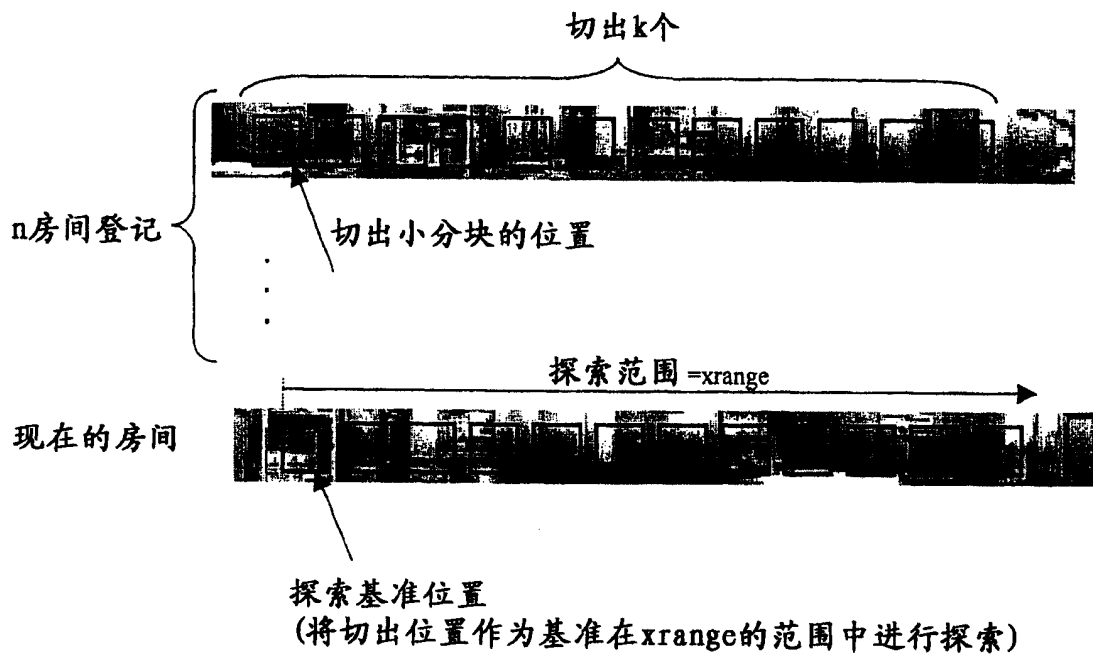 切出k个
n房间登记
切出小分块的位置
探索范围=xrange
现在的房间
探索基准位置
(将切出位置作为基准在xrange的范围中进行探索)